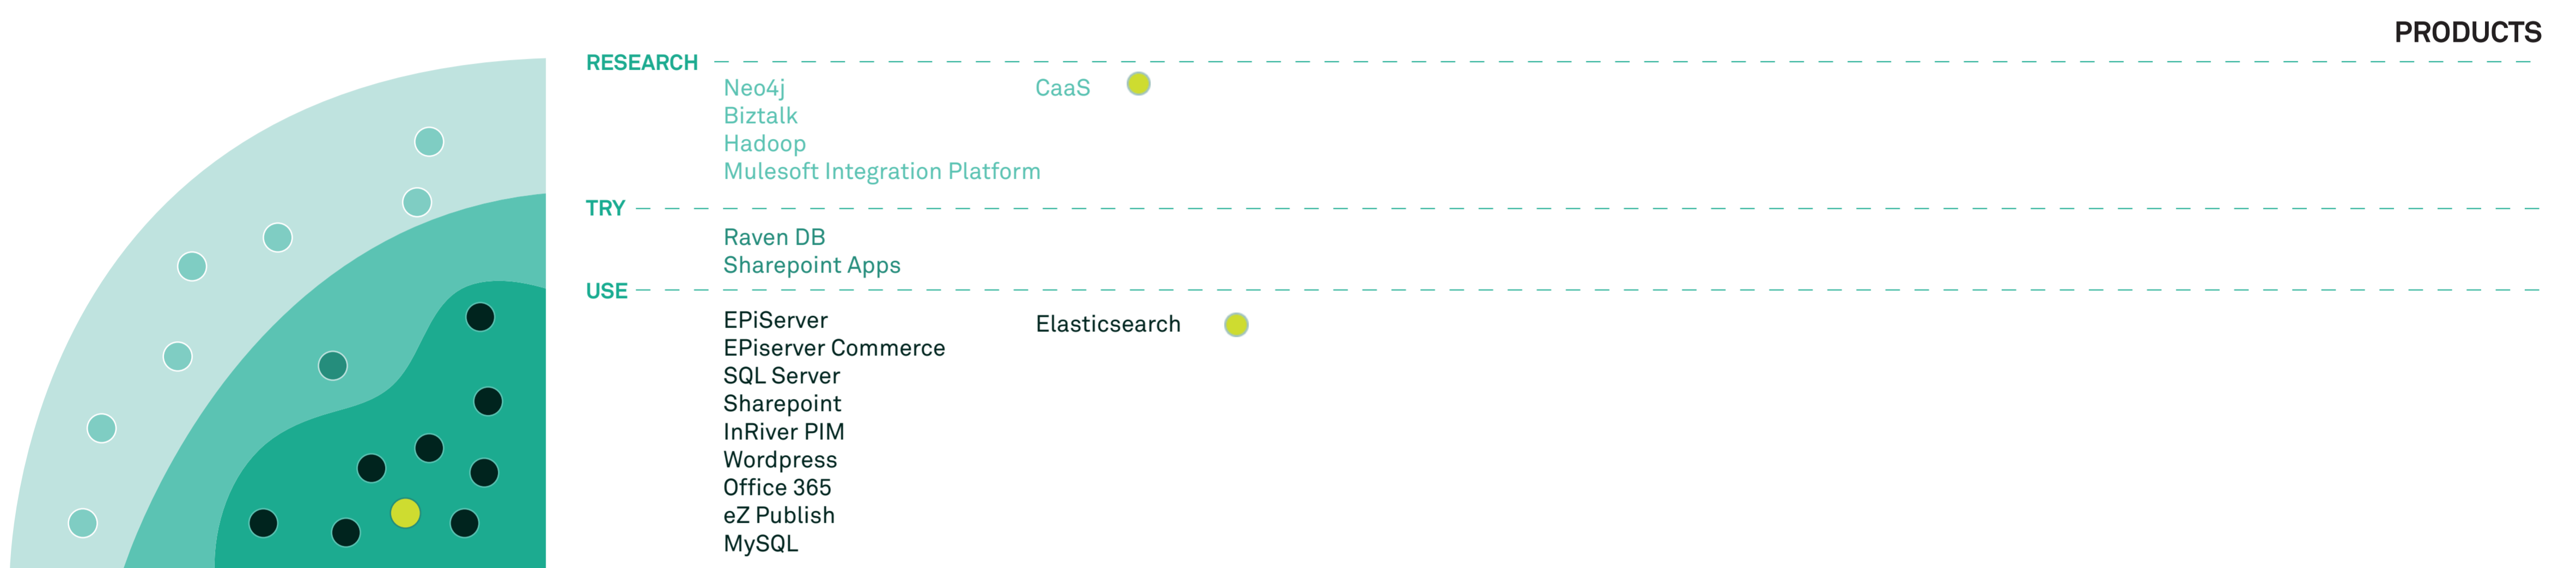 PRODUCTS
RESEARCH
Neo4j
Biztalk
Hadoop
Mulesoft Integration Platform
CaaS
TRY
Raven DB
Sharepoint Apps
USE
EPiServer
EPiserver Commerce
SQL Server
Sharepoint
InRiver PIM
Wordpress
Office 365
eZ Publish
MySQL
Elasticsearch